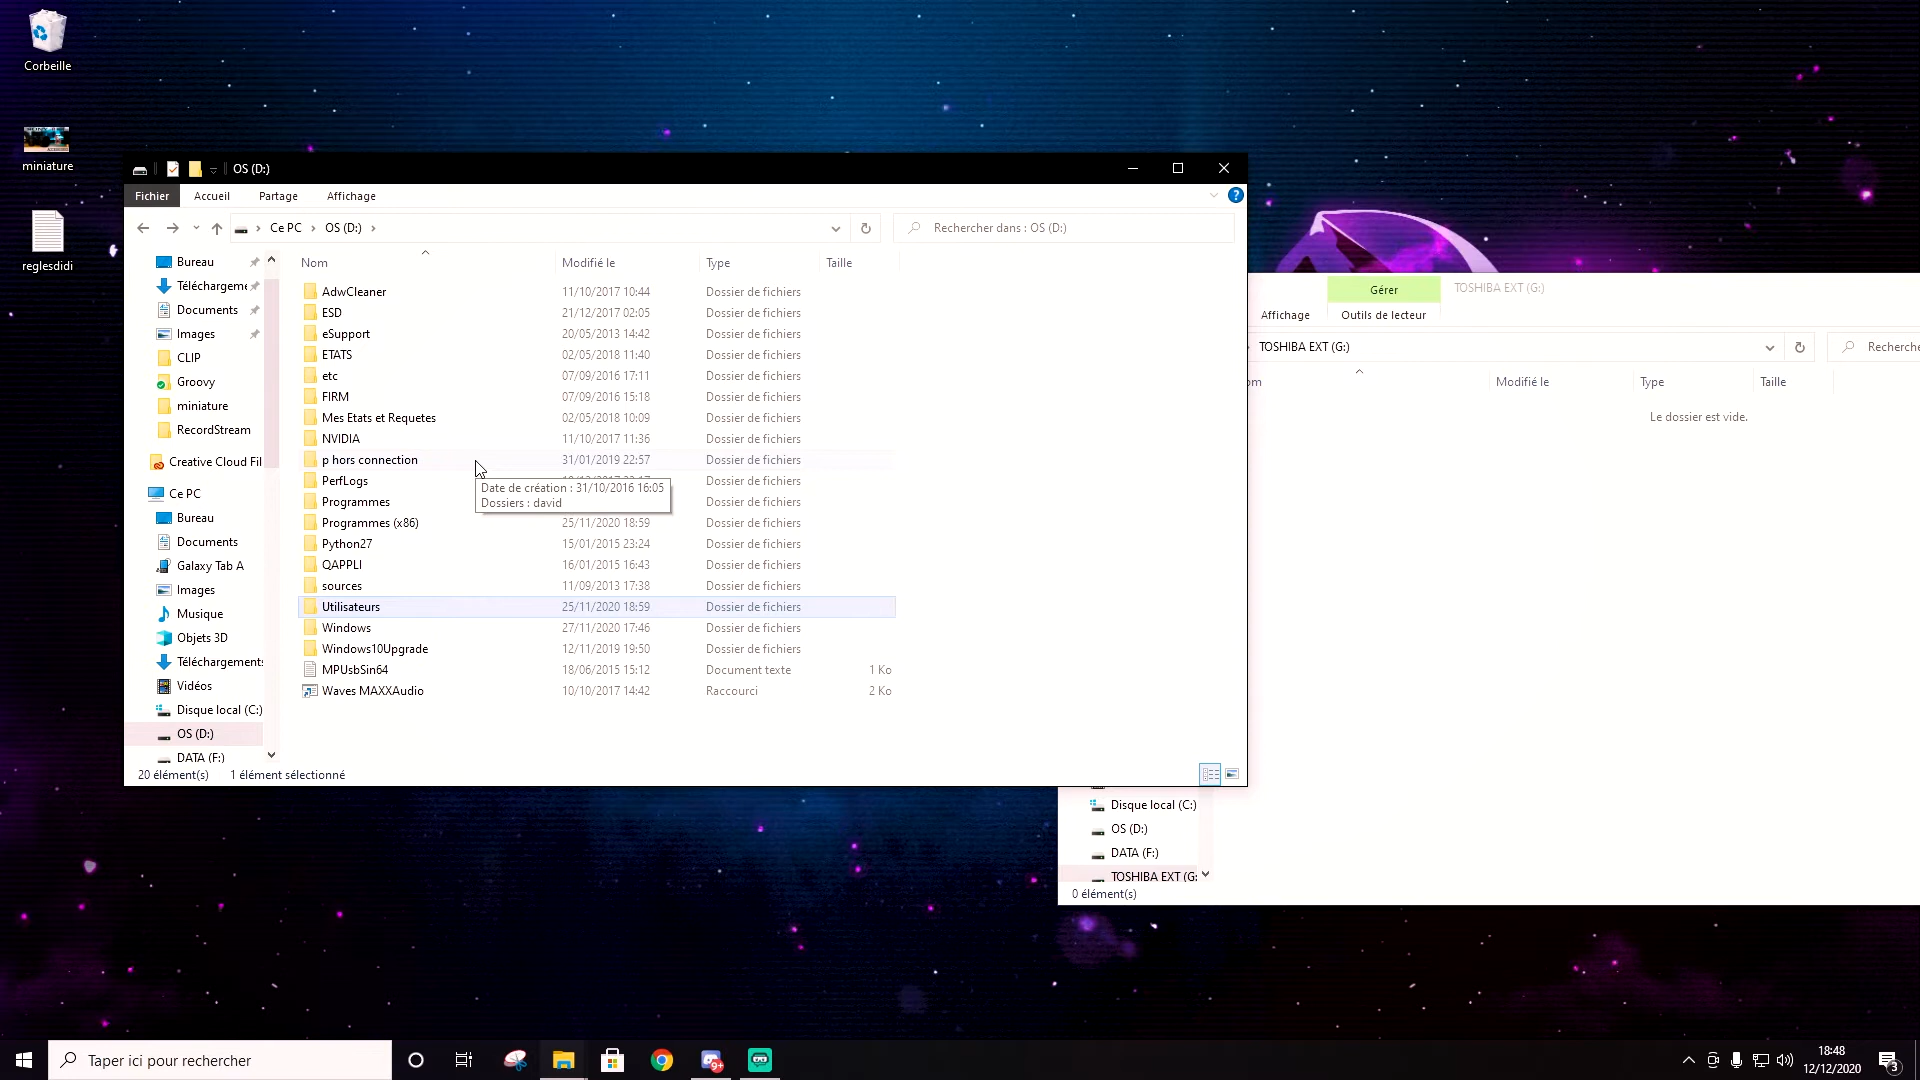 Corbeille
miniature
reglesdidi
OS (D:)
Fichier Accueil Partage Affichage
Ce PC OS (D:)
Rechercher dans : OS (D:)
Bureau
Documents
Images
CLIP
Groovy
miniature
RecordStream
Creative Cloud Fil
Ce PC
Bureau
Documents
Galaxy Tab A
Images
Musique
Objets 3D
Vidéos
Disque local (C:)
OS (D:)
DATA (F:)
Nom Modifié le Type Taille
AdwCleaner 11/10/2017 10:44 Dossier de fichiers
ESD 21/12/2017 02:05 Dossier de fichiers
eSupport 20/05/2013 14:42 Dossier de fichiers
ETATS 02/05/2018 11:40 Dossier de fichiers
etc 07/09/2016 17:11 Dossier de fichiers
FIRM 07/09/2016 15:18 Dossier de fichiers
Mes Etats et Requetes 02/05/2018 10:09 Dossier de fichiers
NVIDIA 11/10/2017 11:36 Dossier de fichiers
p hors connection 31/01/2019 22:57 Dossier de fichiers
PerfLogs Dossier de fichiers
Date de création : 31/10/2016 16:05
Dossiers : david
Programmes Dossier de fichiers
Programmes (x86) 25/11/2020 18:59 Dossier de fichiers
Python27 15/01/2015 23:24 Dossier de fichiers
QAPPLI 16/01/2015 16:43 Dossier de fichiers
sources 11/09/2013 17:38 Dossier de fichiers
Utilisateurs 25/11/2020 18:59 Dossier de fichiers
Windows 27/11/2020 17:46 Dossier de fichiers
Windows10Upgrade 12/11/2019 19:50 Dossier de fichiers
MPUsbSin64 18/06/2015 15:12 Document texte 1 Ko
Waves MAXXAudio 10/10/2017 14:42 Raccourci 2 Ko
20 élément(s) 1 élément sélectionné
Gérer TOSHIBA EXT (G:)
Affichage Outils de lecteur
TOSHIBA EXT (G:)
Recherche
Modifié le Type Taille
Le dossier est vide.
Disque local (C:)
OS (D:)
DATA (F:)
TOSHIBA EXT (G:
0 élément(s)
Taper ici pour rechercher
9+
18:48
12/12/2020
3